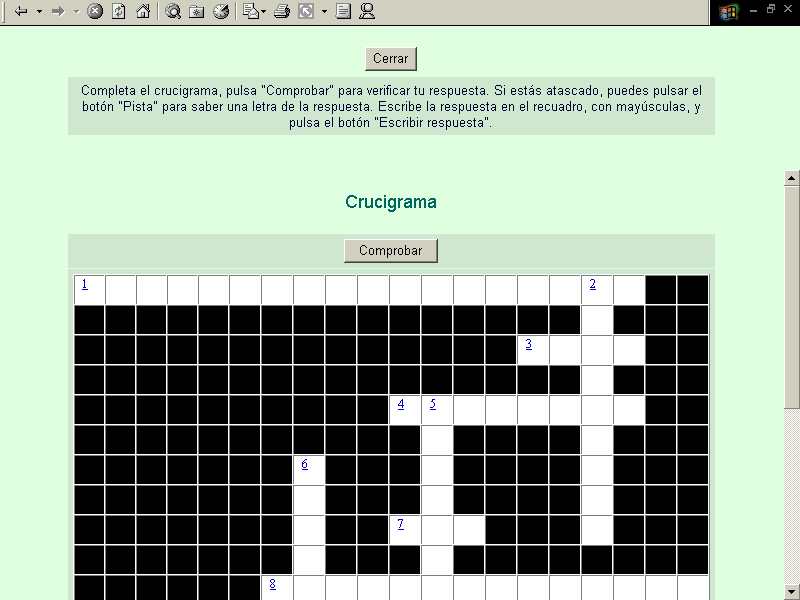 Cerrar
Completa el crucigrama, pulsa "Comprobar" para verificar tu respuesta. Si estás atascado, puedes pulsar el
botón "Pista" para saber una letra de la respuesta. Escribe la respuesta en el recuadro, con mayúsculas, y
pulsa el botón "Escribir respuesta".
Crucigrama
Comprobar
1 2
3
4 5
6
7
8